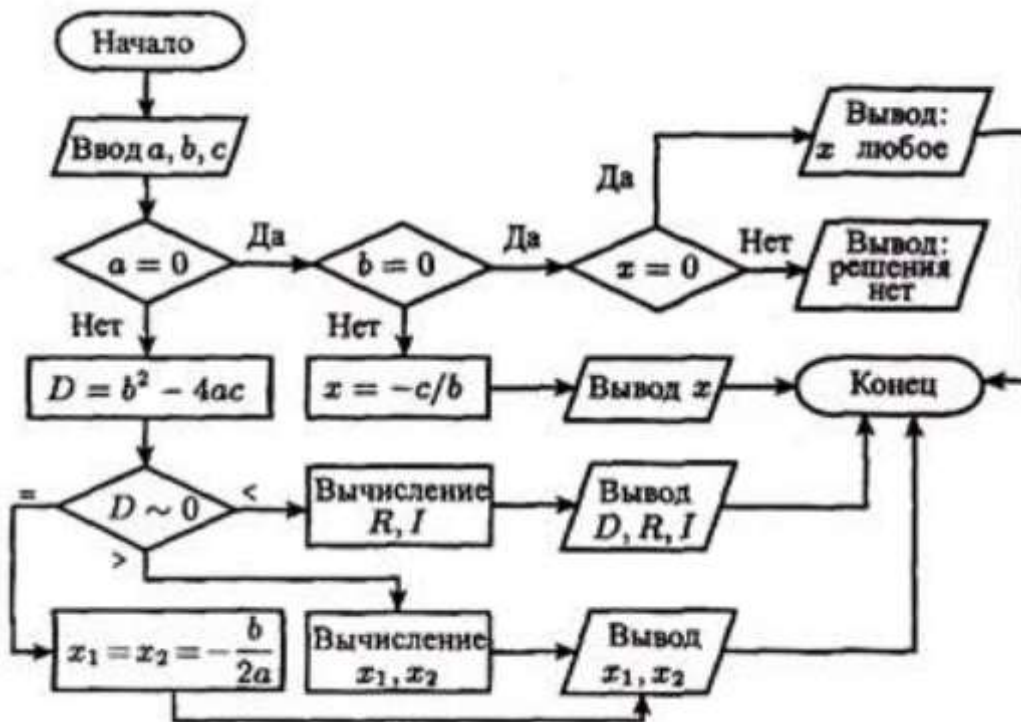 Начало
Ввод a, b, c
a = 0
Да
b = 0
Да
x = 0
Да
Вывод:
x любое
Нет
Вывод:
решения
нет
Нет
Нет
D = b² − 4ac
x = −c/b
Вывод x
Конец
=
D ∼ 0
<
>
Вычисление
R, I
Вывод
D, R, I
x₁ = x₂ = −b/2a
Вычисление
x₁, x₂
Вывод
x₁, x₂